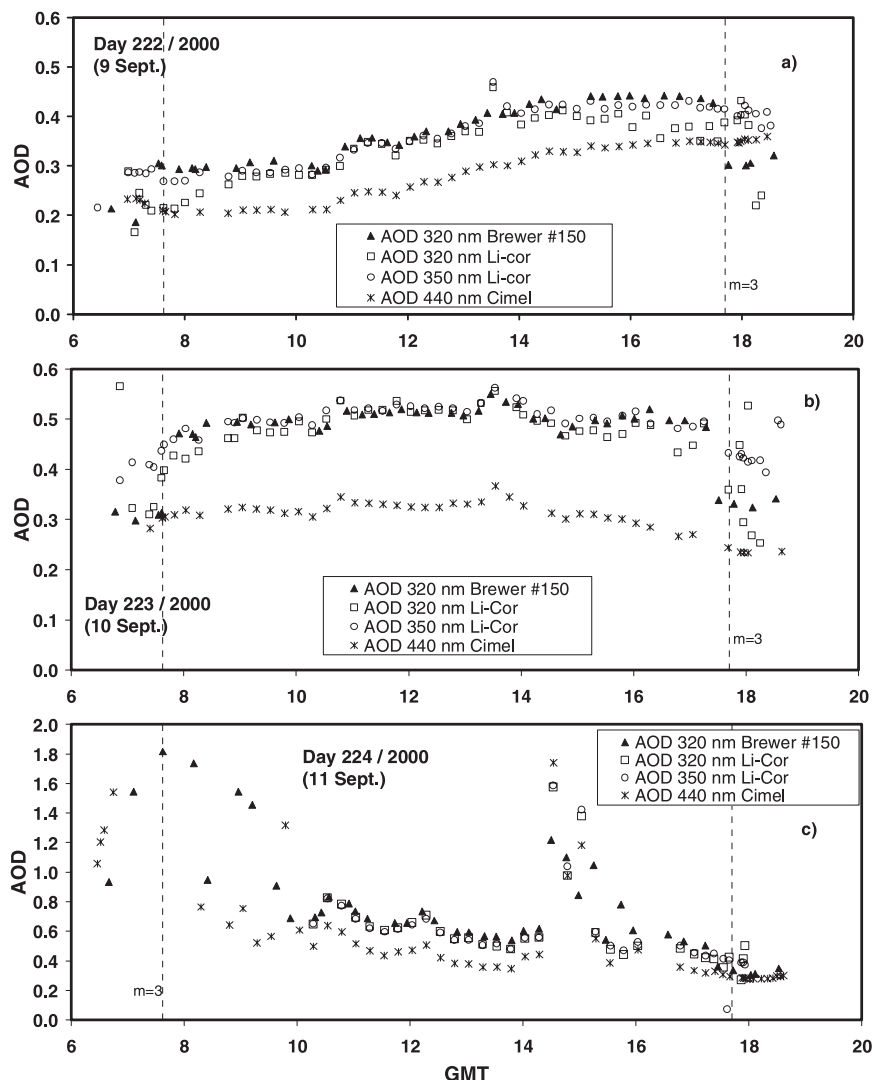 0.6
Day 222 / 2000
(9 Sept.)
a)
0.5
0.4
AOD
0.3
0.2
▲ AOD 320 nm Brewer #150
□ AOD 320 nm Li-cor
○ AOD 350 nm Li-cor
m=3
0.1
* AOD 440 nm Cimel
0.0
6 8 10 12 14 16 18 20
0.6
b)
0.5
0.4
AOD
0.3
0.2
▲ AOD 320 nm Brewer #150
□ AOD 320 nm Li-Cor
Day 223 / 2000
(10 Sept.)
○ AOD 350 nm Li-Cor
0.1
* AOD 440 nm Cimel
m=3
0.0
6 8 10 12 14 16 18 20
2.0
▲ AOD 320 nm Brewer #150
1.8
Day 224 / 2000
(11 Sept.)
□ AOD 320 nm Li-Cor
1.6
○ AOD 350 nm Li-Cor
* AOD 440 nm Cimel
1.4
c)
1.2
AOD
1.0
0.8
0.6
0.4
0.2
m=3
0.0
6 8 10 12 14 16 18 20
GMT